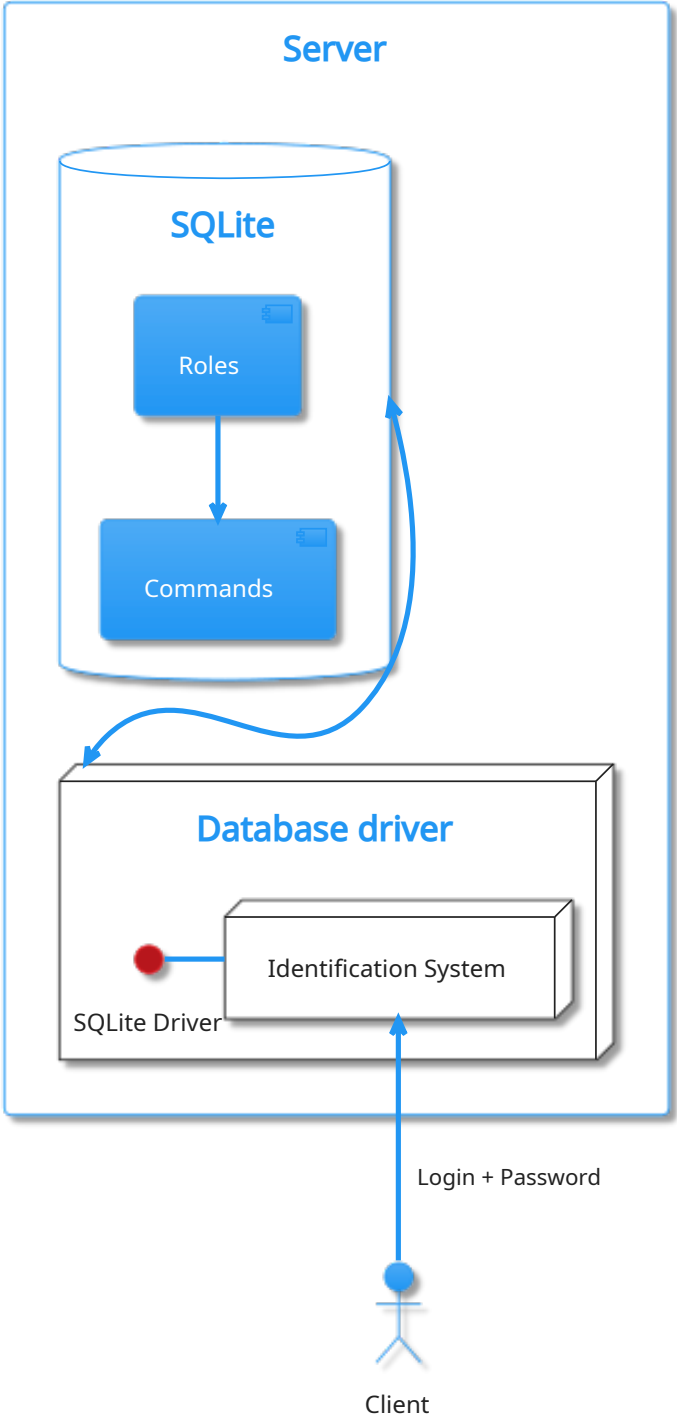 Server
SQLite
Roles
Commands
Database driver
Identification System
SQLite Driver
Login + Password
Client